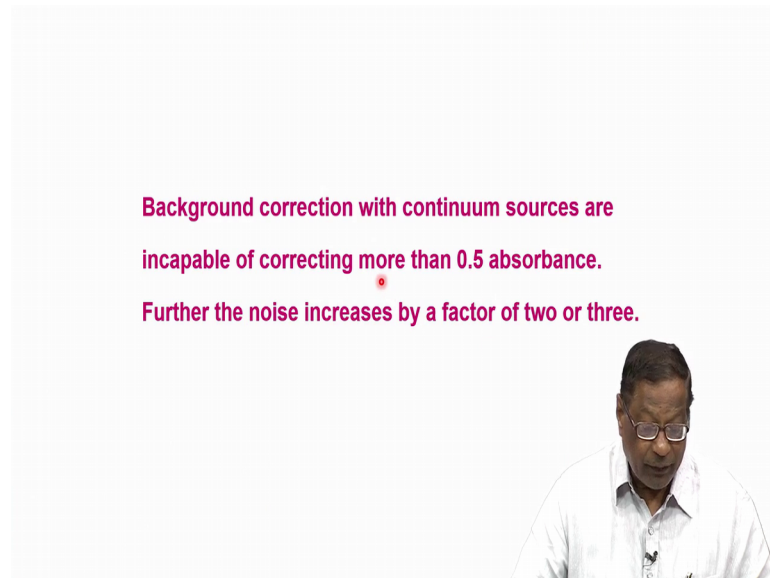 Background correction with continuum sources are
incapable of correcting more than 0.5 absorbance.
Further the noise increases by a factor of two or three.